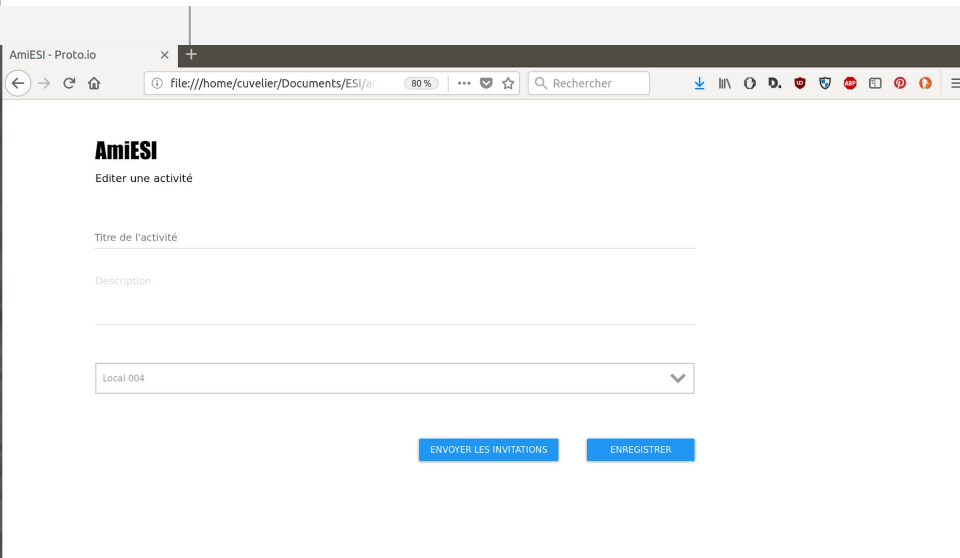 AmiESI - Proto.io
file:///home/cuvelier/Documents/ESI/a
80 %
Rechercher
AmiESI
Editer une activité
Titre de l'activité
Description
Local 004
ENVOYER LES INVITATIONS
ENREGISTRER